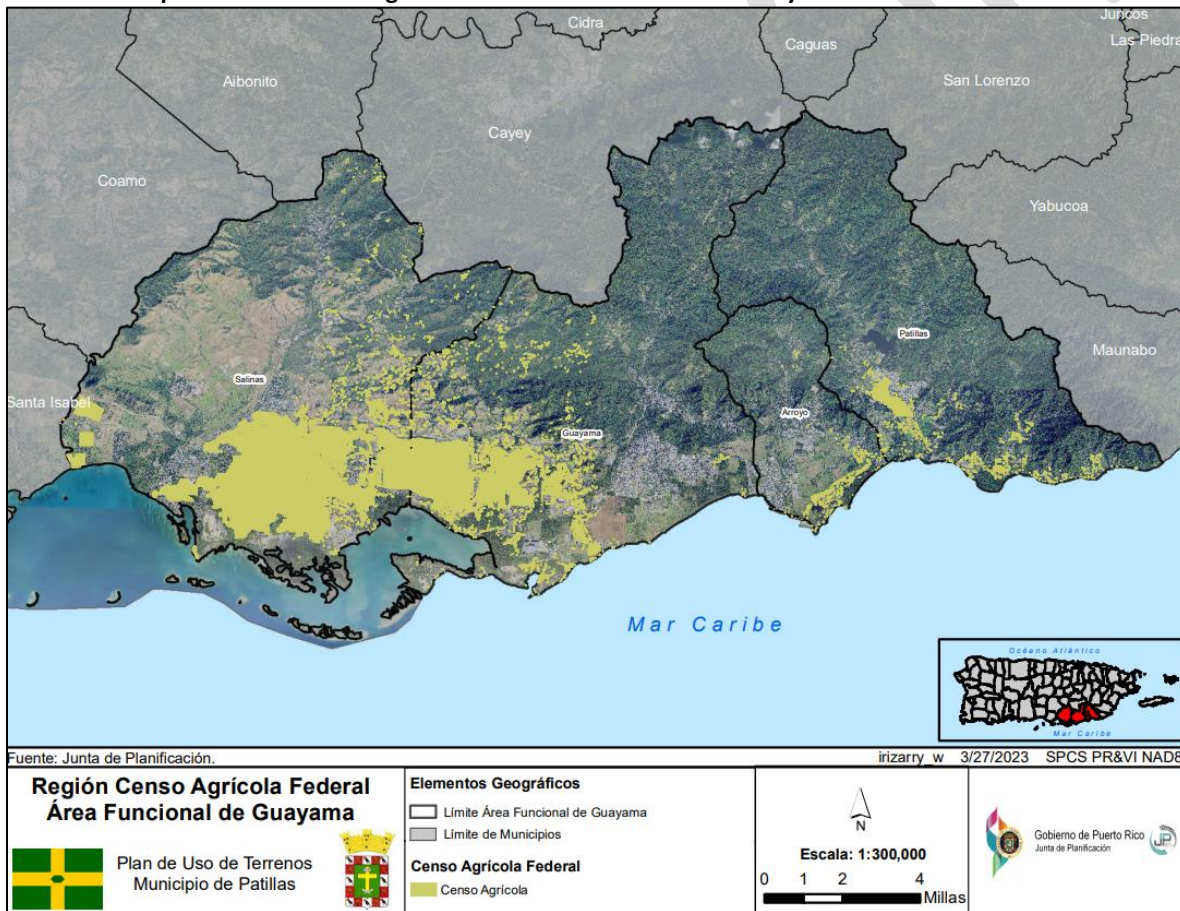 Cidra
Juncos
Caguas
Las Piedra
Aibonito
San Lorenzo
Cayey
Coamo
Yabucoa
Patillas
Maunabo
Salinas
Santa Isabel
Arroyo
Guayama
Mar Caribe
Océano Atlántico
Mar Caribe
Fuente: Junta de Planificación.
irizarry_w 3/27/2023 SPCS PR&VI NAD8
Región Censo Agrícola Federal
Área Funcional de Guayama
Plan de Uso de Terrenos
Municipio de Patillas
Elementos Geográficos
Límite Área Funcional de Guayama
Límite de Municipios
Censo Agrícola Federal
Censo Agrícola
N
Escala: 1:300,000
0 1 2 4
Millas
Gobierno de Puerto Rico
Junta de Planificación
JP